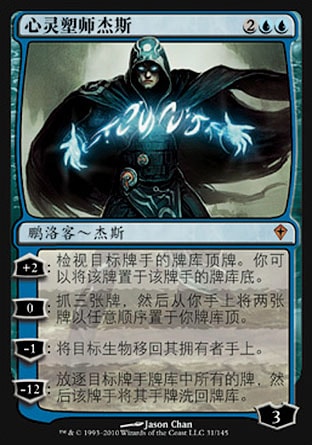 心灵塑师杰斯 2
鹏洛客～杰斯
+2: 检视目标牌手的牌库顶牌。你可
以将该牌置于该牌手的牌库底。
0 抓三张牌，然后从你手上将两张
牌以任意顺序置于你牌库顶。
-1: 将目标生物移回其拥有者手上。
-12: 放逐目标牌手牌库中所有的牌，然
后该牌手将其手牌洗回牌库。
3
Jason Chan
™ & © 1993-2010 Wizards of the Coast LLC 31/145